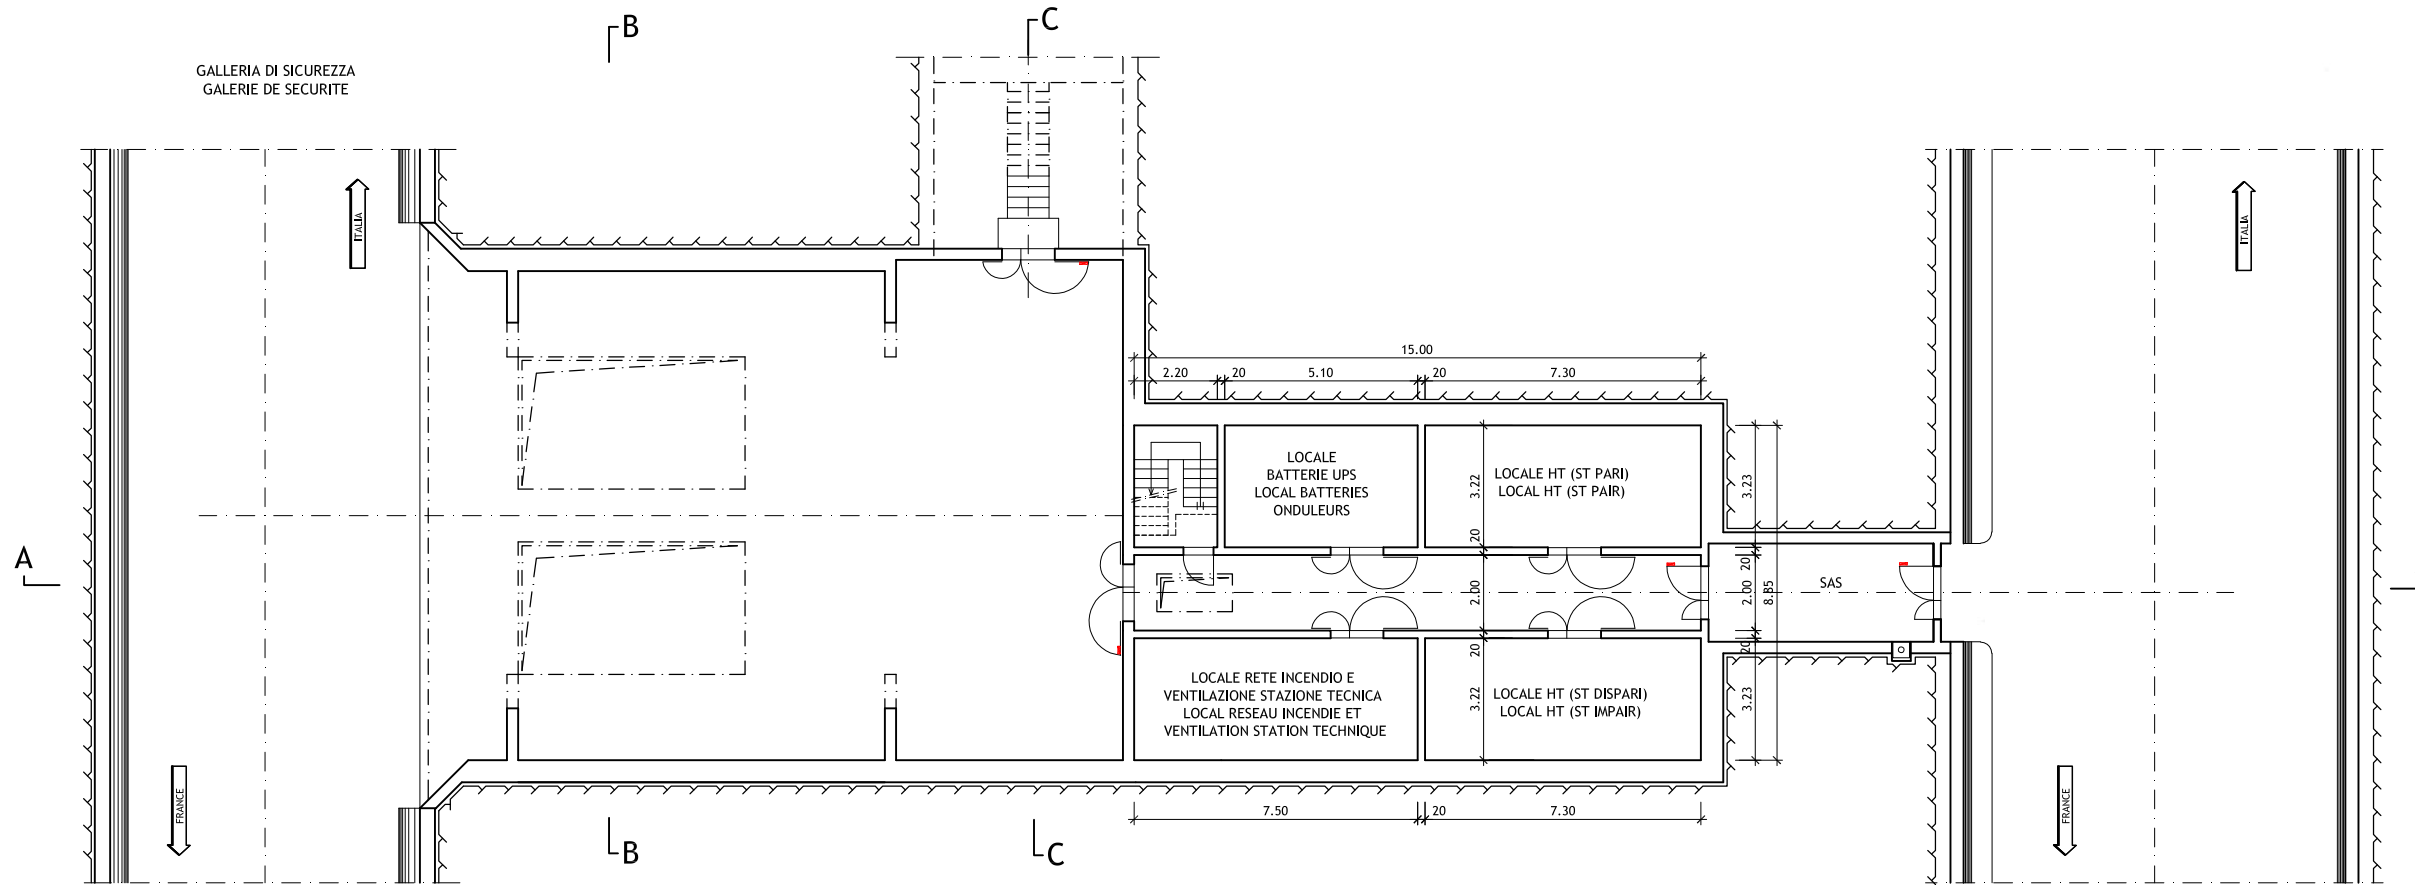 B
C
GALLERIA DI SICUREZZA
GALERIE DE SECURITE
ITALIA
ITALIA
15.00
2.20
20
5.10
20
7.30
LOCALE
BATTERIE UPS
LOCAL BATTERIES
ONDULEURS
3.22
LOCALE HT (ST PARI)
LOCAL HT (ST PAIR)
3.23
20
A
20
2.00
2.00
8.85
SAS
20
20
LOCALE RETE INCENDIO E
VENTILAZIONE STAZIONE TECNICA
LOCAL RESEAU INCENDIE ET
VENTILATION STATION TECHNIQUE
3.22
LOCALE HT (ST DISPARI)
LOCAL HT (ST IMPAIR)
3.23
FRANCE
FRANCE
7.50
20
7.30
B
C